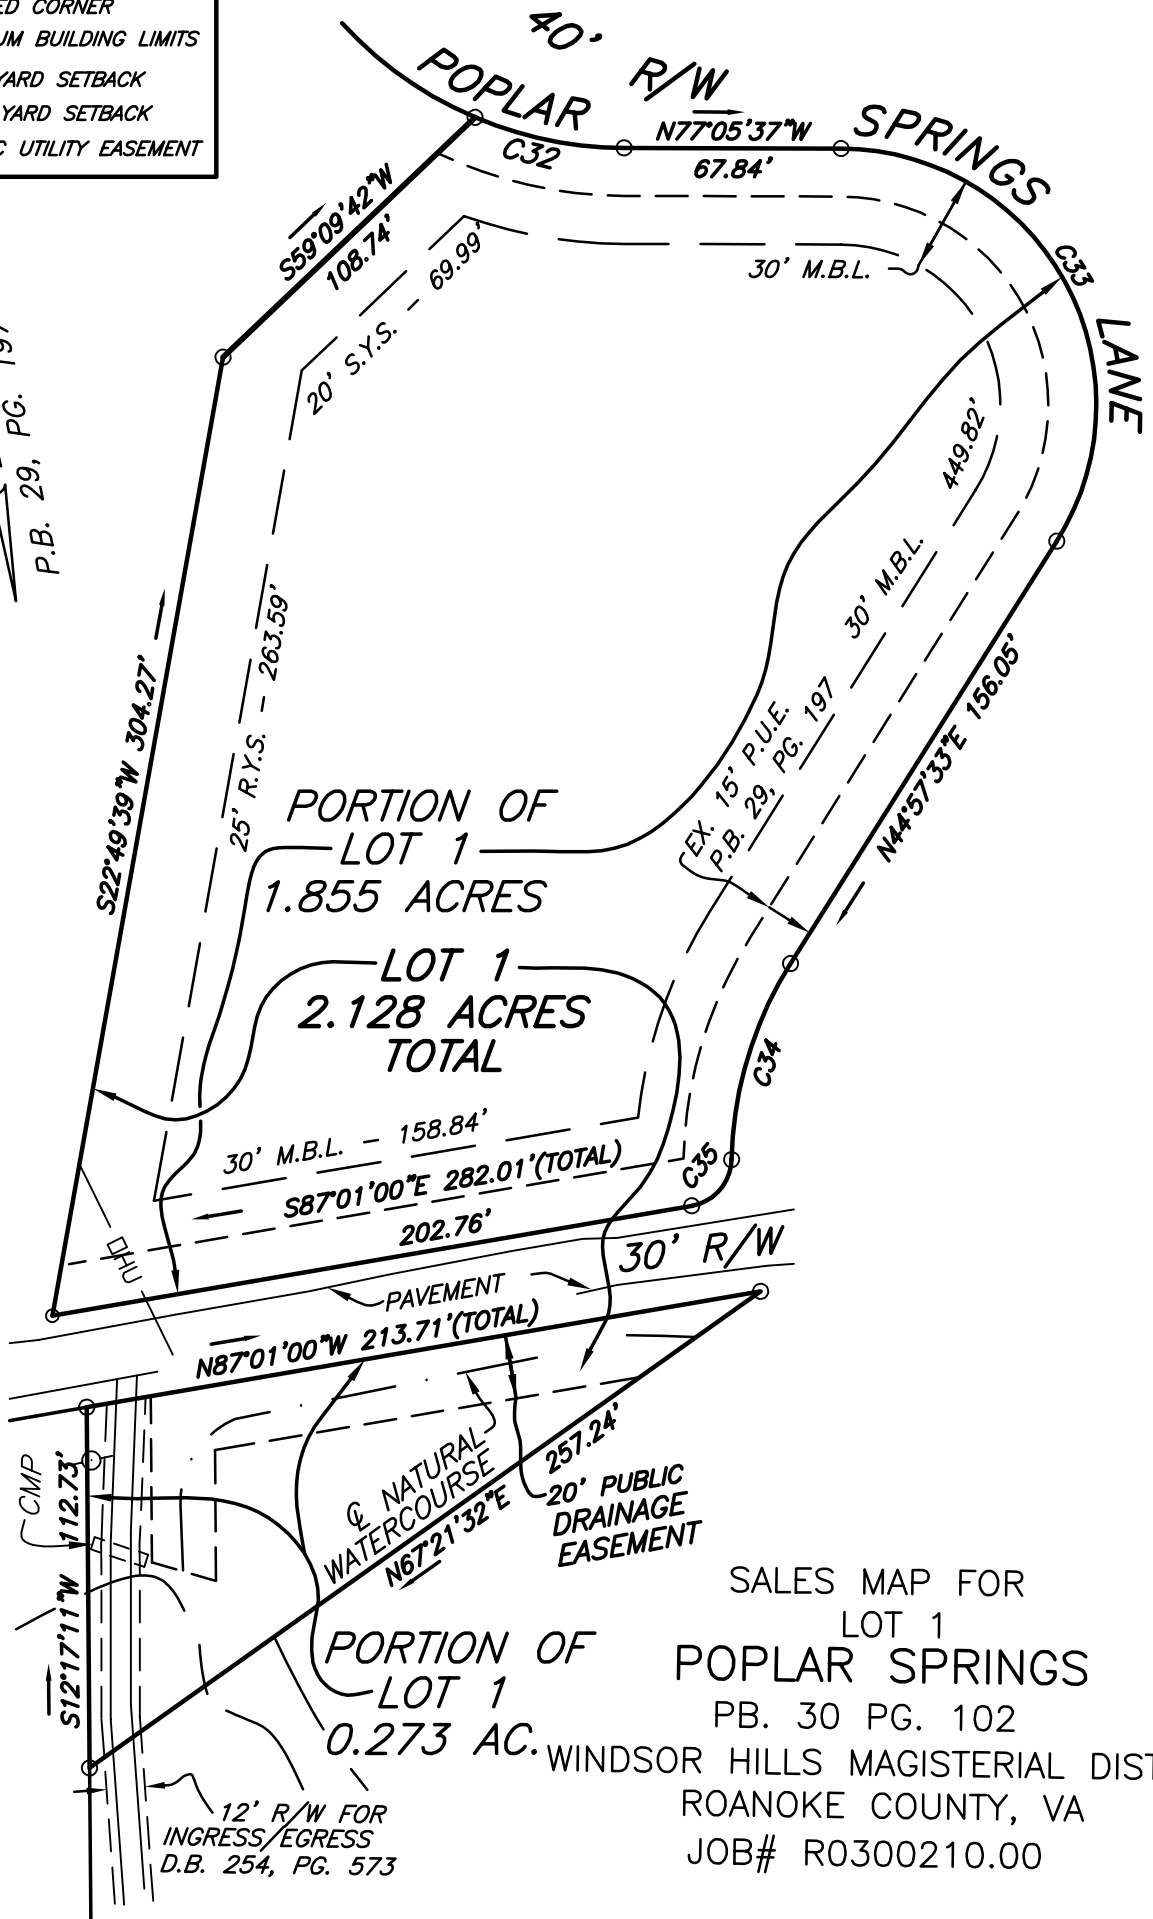 ED CORNER
UM BUILDING LIMITS
YARD SETBACK
YARD SETBACK
C UTILITY EASEMENT
40' R/W
POPLAR SPRINGS LANE
N77°05'37"W
67.84'
C32
C33
S59°09'42"W
108.74'
20' S.Y.S. - 69.99'
30' M.B.L.
P.B. 29, PG. 197
449.82'
30' M.B.L.
S22°49'39"W 304.27'
25' R.Y.S. - 263.59'
EX. 15' P.U.E.
P.B. 29, PG. 197
N44°57'33"E 156.05'
PORTION OF
LOT 1
1.855 ACRES
LOT 1
2.128 ACRES
TOTAL
C34
C35
30' M.B.L. - 158.84'
S87°01'00"E 282.01'(TOTAL)
202.76'
30' R/W
OHU
PAVEMENT
N87°01'00"W 213.71'(TOTAL)
CMP
112.73'
S12°17'11"W
℄ NATURAL
WATERCOURSE
257.24'
N67°21'32"E
20' PUBLIC
DRAINAGE
EASEMENT
PORTION OF
LOT 1
0.273 AC.
12' R/W FOR
INGRESS/EGRESS
D.B. 254, PG. 573
SALES MAP FOR
LOT 1
POPLAR SPRINGS
PB. 30 PG. 102
WINDSOR HILLS MAGISTERIAL DIST
ROANOKE COUNTY, VA
JOB# R0300210.00